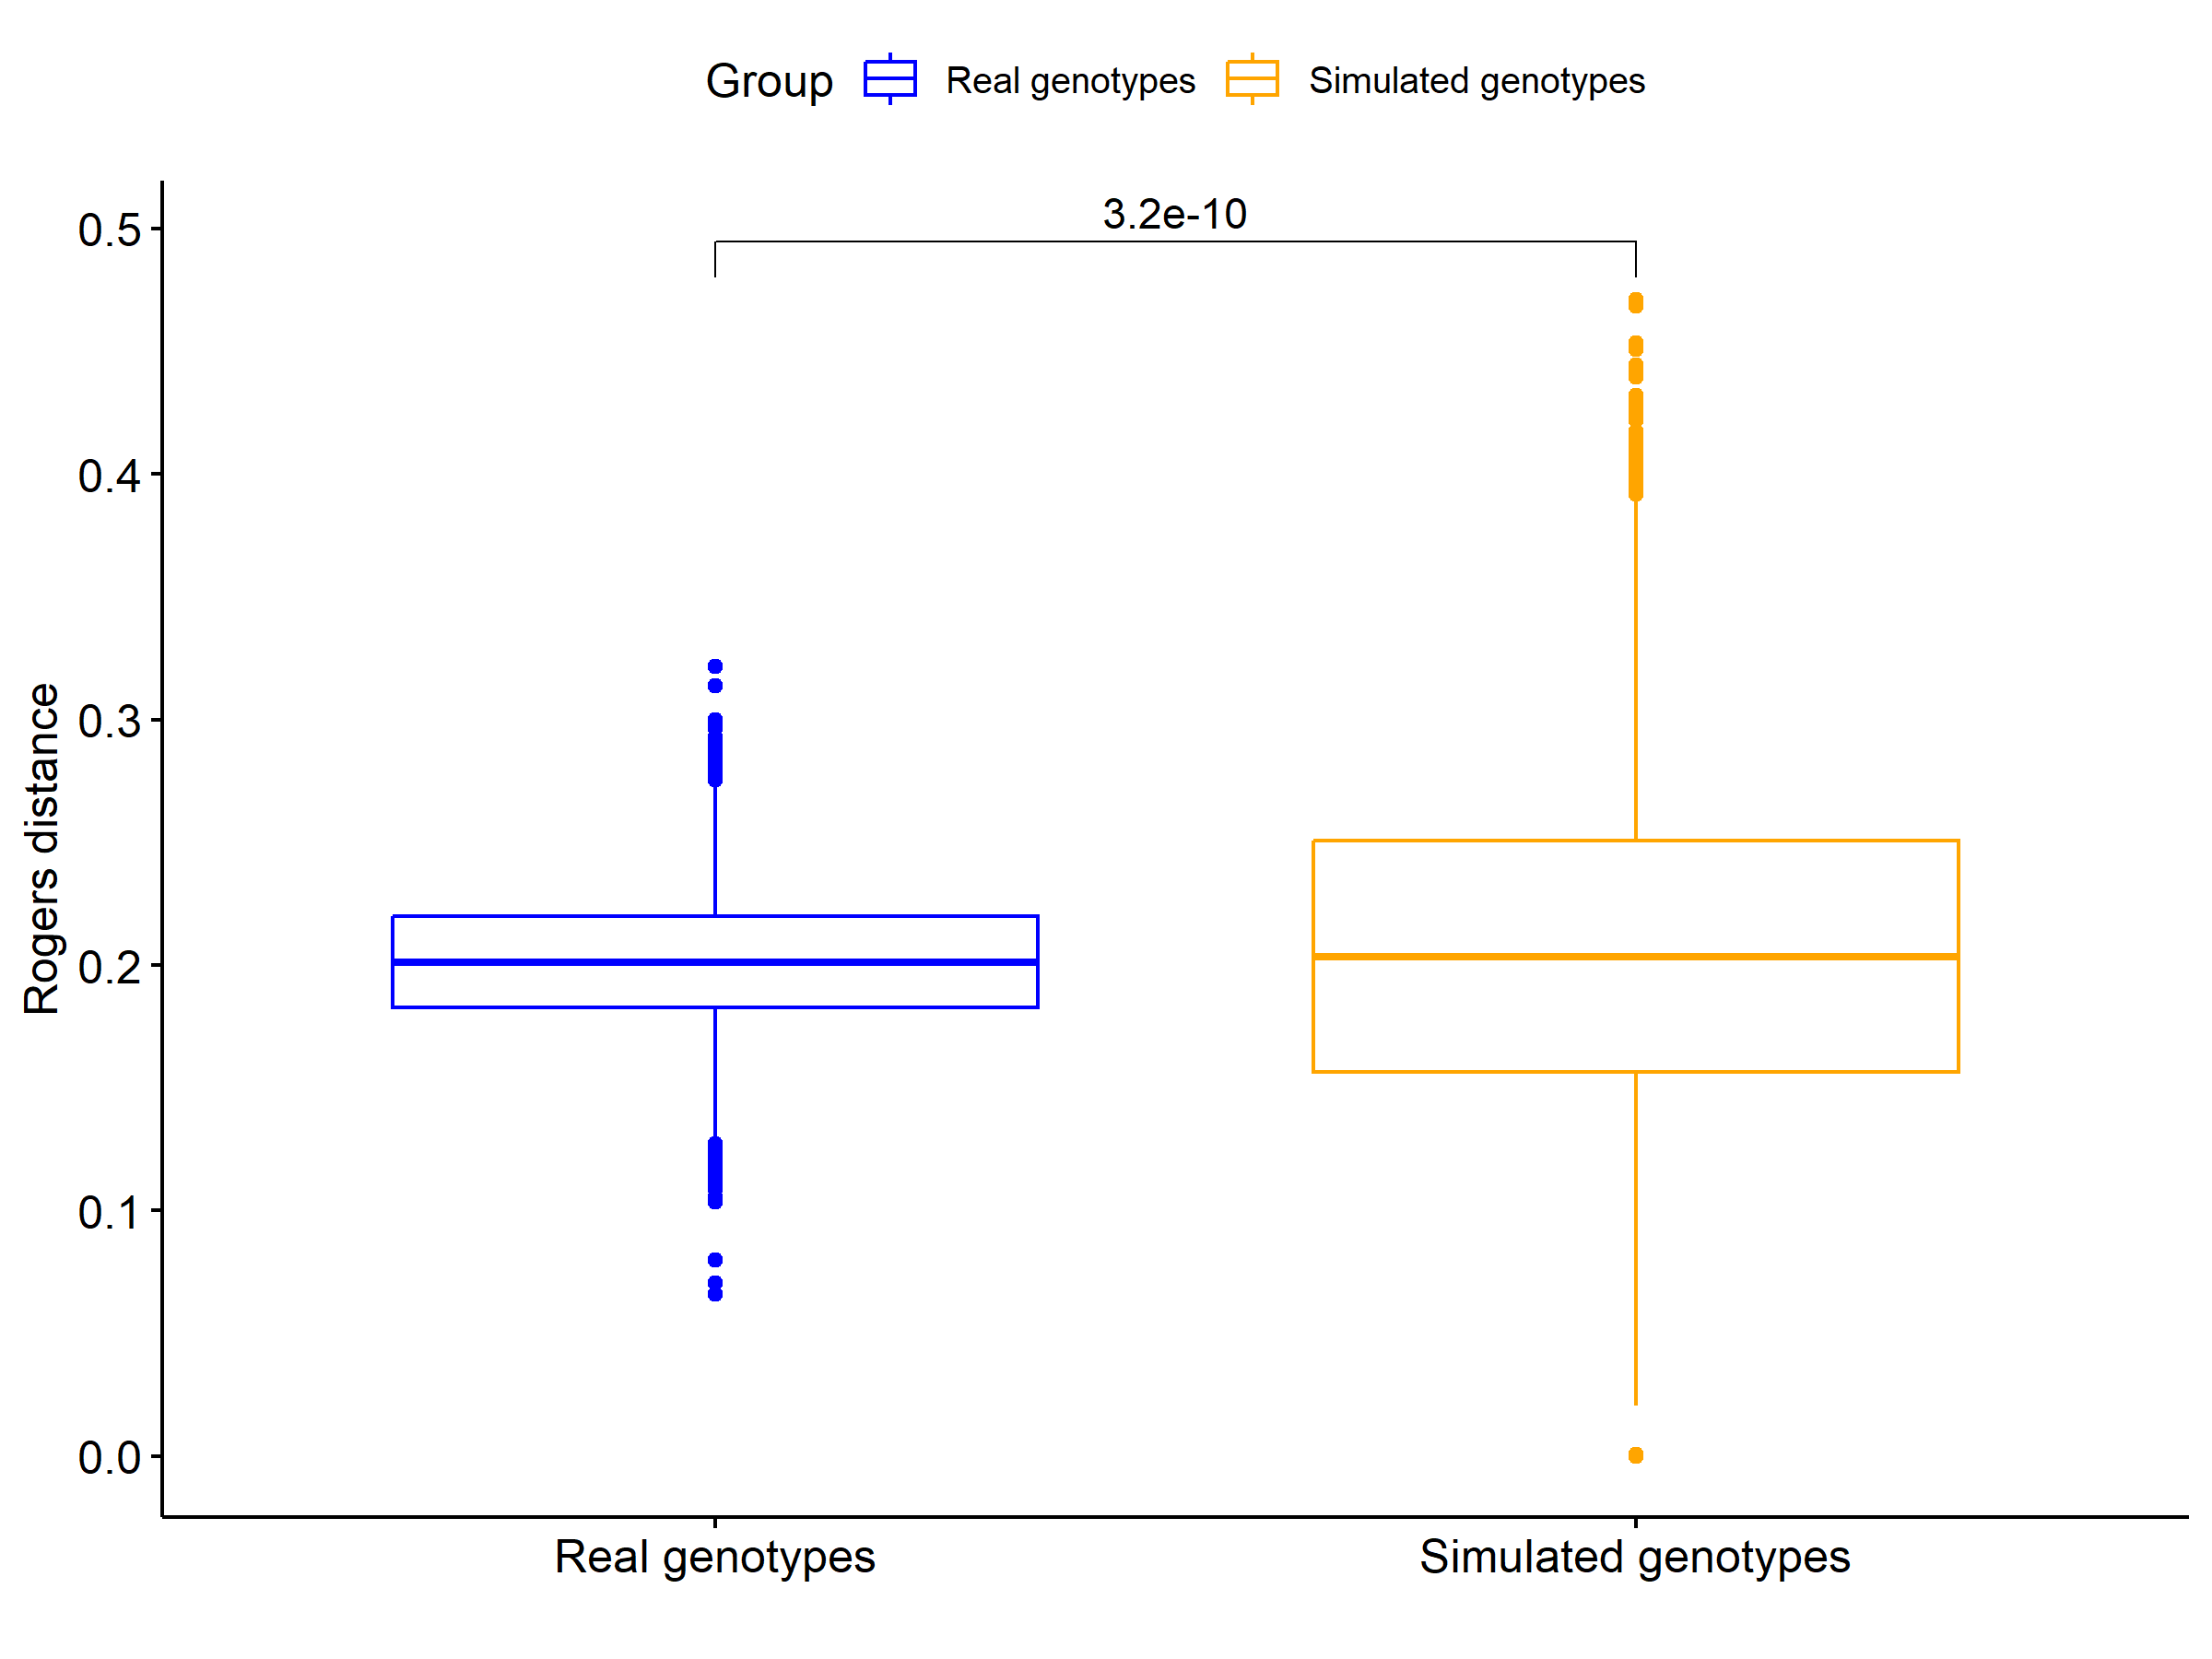 Group Real genotypes Simulated genotypes
3.2e-10
0.5
0.4
0.3
0.2
0.1
0.0
Rogers distance
Real genotypes Simulated genotypes